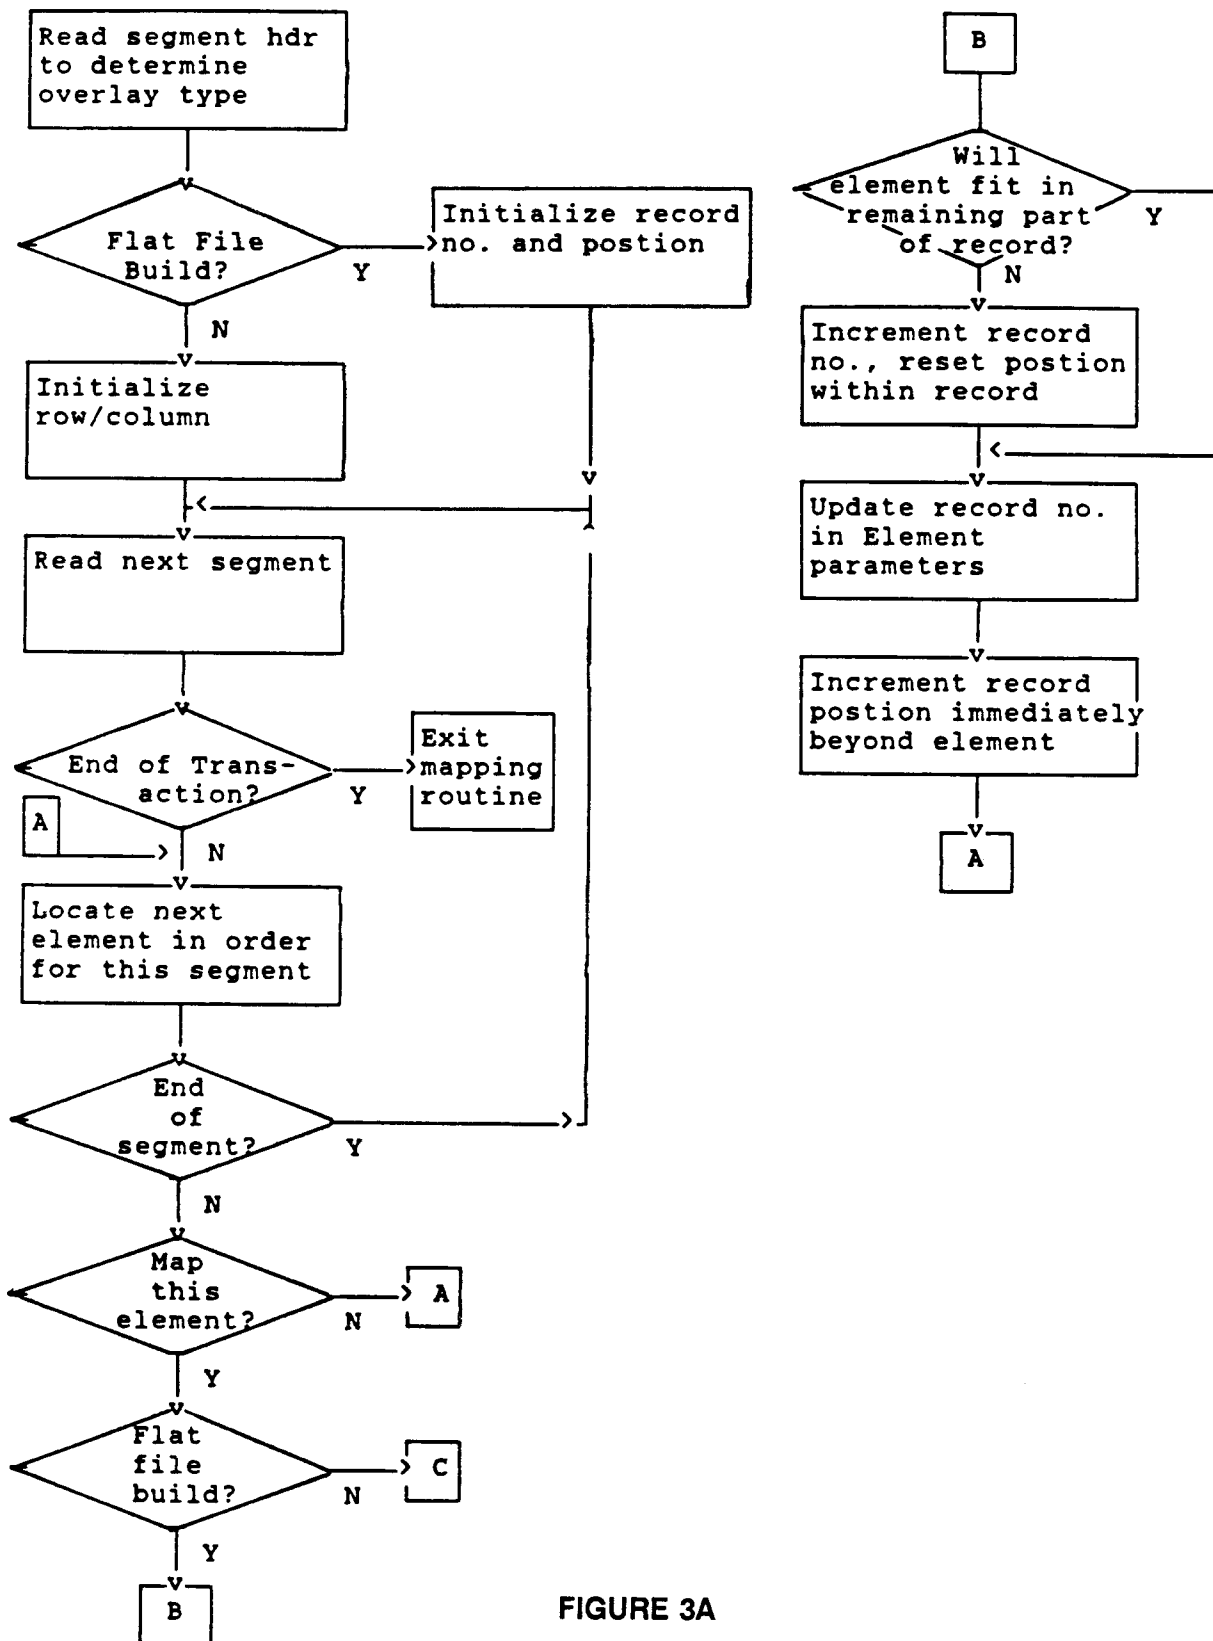 Read segment hdr
to determine
overlay type
Flat File
Build?
Y
N
Initialize record
no. and postion
Initialize
row/column
Read next segment
End of Trans-
action?
Y
N
Exit
mapping
routine
A
Locate next
element in order
for this segment
End
of
segment?
Y
N
Map
this
element?
N
A
Y
Flat
file
build?
N
C
Y
B
B
Will
element fit in
remaining part
of record?
Y
N
Increment record
no., reset postion
within record
Update record no.
in Element
parameters
Increment record
postion immediately
beyond element
A
FIGURE 3A